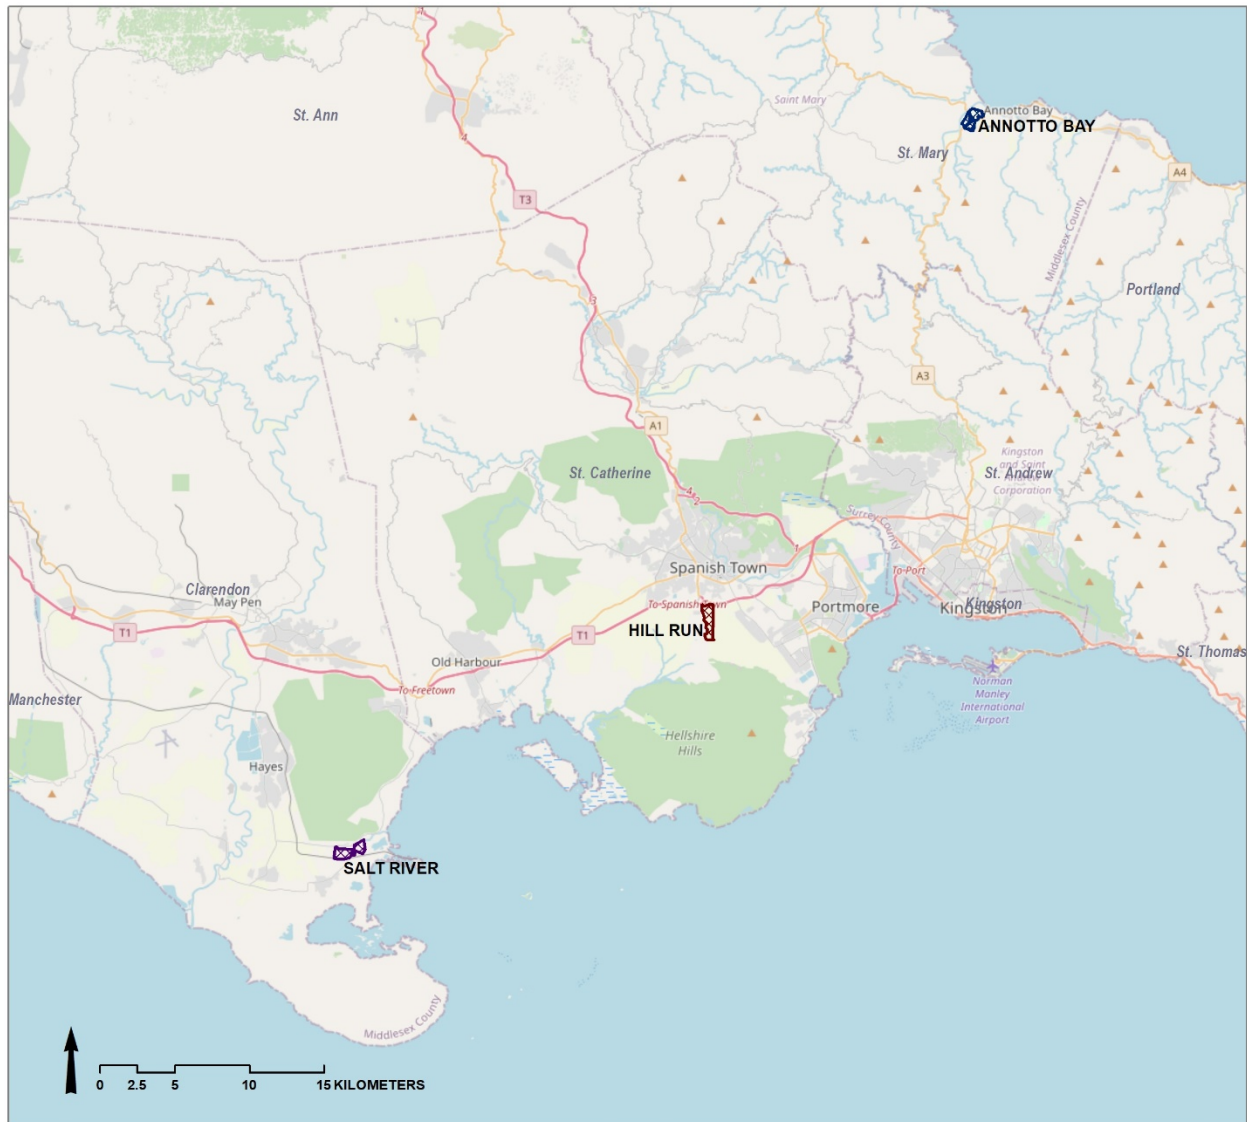 Annotto Bay
ANNOTTO BAY
Saint Mary
St. Ann
St. Mary
A4
T3
Middlesex County
Portland
3
4
A3
A1
Kingston
and Saint
Corporation
St. Andrew
St. Catherine
Surrey County
Spanish Town
To Port
To Spanish Town
Portmore
Kingston
Kingston
HILL RUN
T1
Clarendon
May Pen
T1
Old Harbour
To Freetown
St. Thomas
Manchester
Norman
Manley
International
Airport
Hellshire
Hills
Hayes
SALT RIVER
Middlesex County
0 2.5 5 10 15 KILOMETERS